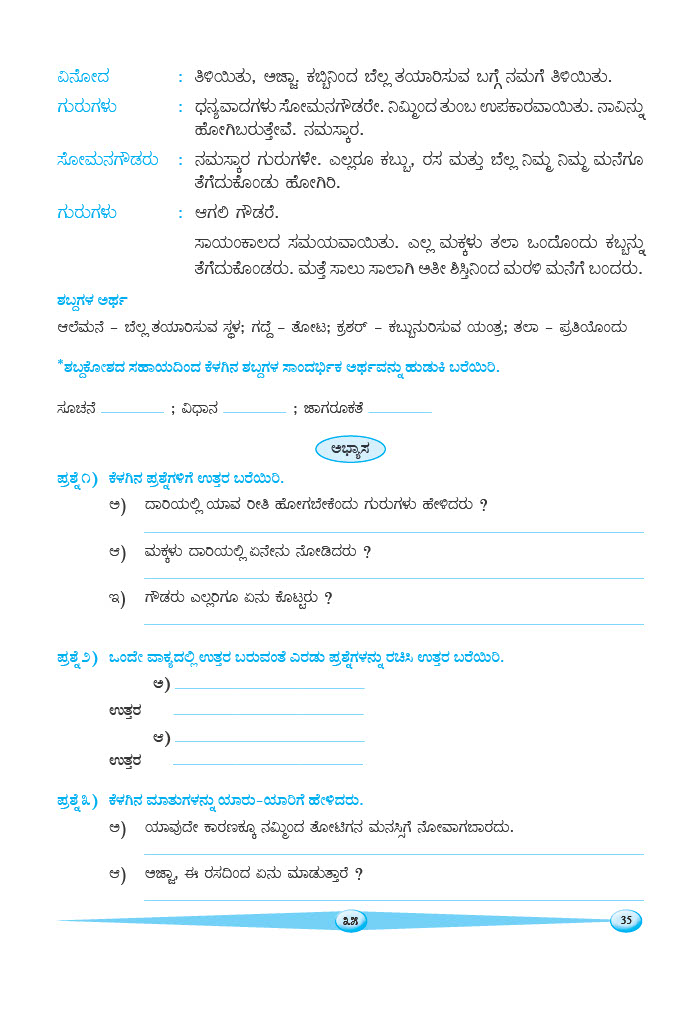 ವಿನೋದ : ತಿಳಿಯಿತು, ಅಜ್ಜಾ. ಕಬ್ಬಿನಿಂದ ಬೆಲ್ಲ ತಯಾರಿಸುವ ಬಗ್ಗೆ ನಮಗೆ ತಿಳಿಯಿತು.
ಗುರುಗಳು : ಧನ್ಯವಾದಗಳು ಸೋಮನಗೌಡರೇ. ನಿಮ್ಮಿಂದ ತುಂಬ ಉಪಕಾರವಾಯಿತು. ನಾವಿನ್ನು
ಹೋಗಿಬರುತ್ತೇವೆ. ನಮಸ್ಕಾರ.
ಸೋಮನಗೌಡರು : ನಮಸ್ಕಾರ ಗುರುಗಳೇ. ಎಲ್ಲರೂ ಕಬ್ಬು, ರಸ ಮತ್ತು ಬೆಲ್ಲ ನಿಮ್ಮ ನಿಮ್ಮ ಮನೆಗೂ
ತೆಗೆದುಕೊಂಡು ಹೋಗಿರಿ.
ಗುರುಗಳು : ಆಗಲಿ ಗೌಡರೆ.
ಸಾಯಂಕಾಲದ ಸಮಯವಾಯಿತು. ಎಲ್ಲ ಮಕ್ಕಳು ತಲಾ ಒಂದೊಂದು ಕಬ್ಬನ್ನು
ತೆಗೆದುಕೊಂಡರು. ಮತ್ತೆ ಸಾಲು ಸಾಲಾಗಿ ಅತೀ ಶಿಸ್ತಿನಿಂದ ಮರಳಿ ಮನೆಗೆ ಬಂದರು.
ಶಬ್ದಗಳ ಅರ್ಥ
ಆಲೆಮನೆ – ಬೆಲ್ಲ ತಯಾರಿಸುವ ಸ್ಥಳ; ಗದ್ದೆ – ತೋಟ; ಕ್ರಶರ್ – ಕಬ್ಬುನುರಿಸುವ ಯಂತ್ರ; ತಲಾ – ಪ್ರತಿಯೊಂದು
*ಶಬ್ದಕೋಶದ ಸಹಾಯದಿಂದ ಕೆಳಗಿನ ಶಬ್ದಗಳ ಸಾಂದರ್ಭಿಕ ಅರ್ಥವನ್ನು ಹುಡುಕಿ ಬರೆಯಿರಿ.
ಸೂಚನೆ ; ವಿಧಾನ ; ಜಾಗರೂಕತೆ
ಅಭ್ಯಾಸ
ಪ್ರಶ್ನೆ ೧) ಕೆಳಗಿನ ಪ್ರಶ್ನೆಗಳಿಗೆ ಉತ್ತರ ಬರೆಯಿರಿ.
ಅ) ದಾರಿಯಲ್ಲಿ ಯಾವ ರೀತಿ ಹೋಗಬೇಕೆಂದು ಗುರುಗಳು ಹೇಳಿದರು ?
ಆ) ಮಕ್ಕಳು ದಾರಿಯಲ್ಲಿ ಏನೇನು ನೋಡಿದರು ?
ಇ) ಗೌಡರು ಎಲ್ಲರಿಗೂ ಏನು ಕೊಟ್ಟರು ?
ಪ್ರಶ್ನೆ ೨) ಒಂದೇ ವಾಕ್ಯದಲ್ಲಿ ಉತ್ತರ ಬರುವಂತೆ ಎರಡು ಪ್ರಶ್ನೆಗಳನ್ನು ರಚಿಸಿ ಉತ್ತರ ಬರೆಯಿರಿ.
ಅ)
ಉತ್ತರ
ಆ)
ಉತ್ತರ
ಪ್ರಶ್ನೆ ೩) ಕೆಳಗಿನ ಮಾತುಗಳನ್ನು ಯಾರು-ಯಾರಿಗೆ ಹೇಳಿದರು.
ಅ) ಯಾವುದೇ ಕಾರಣಕ್ಕೂ ನಮ್ಮಿಂದ ತೋಟಿಗನ ಮನಸ್ಸಿಗೆ ನೋವಾಗಬಾರದು.
ಆ) ಅಜ್ಜಾ, ಈ ರಸದಿಂದ ಏನು ಮಾಡುತ್ತಾರೆ ?
೩೫ 35